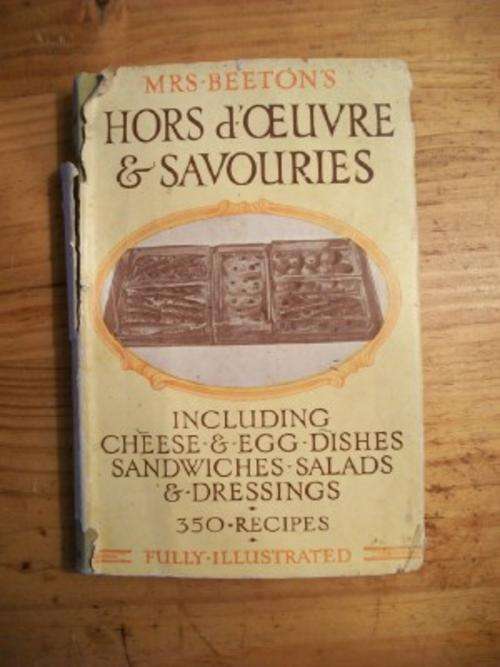 MRS·BEETON'S
HORS d'ŒUVRE
& SAVOURIES
INCLUDING
CHEESE·&·EGG·DISHES
SANDWICHES·SALADS
&·DRESSINGS
350·RECIPES
FULLY·ILLUSTRATED